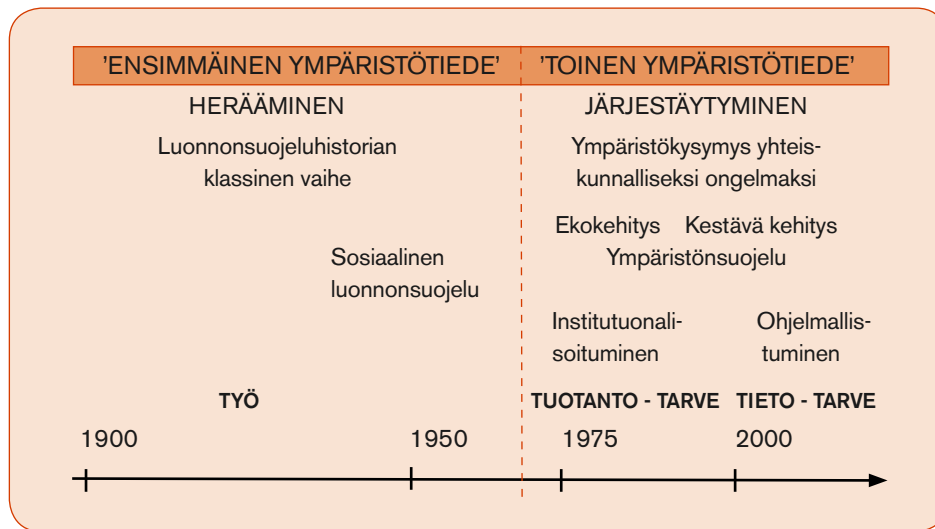 'ENSIMMÄINEN YMPÄRISTÖTIEDE' 'TOINEN YMPÄRISTÖTIEDE'
HERÄÄMINEN
Luonnonsuojeluhistorian
klassinen vaihe
Sosiaalinen
luonnonsuojelu
JÄRJESTÄYTYMINEN
Ympäristökysymys yhteis-
kunnalliseksi ongelmaksi
Ekokehitys Kestävä kehitys
Ympäristönsuojelu
Institutuonali-
soituminen
Ohjelmallis-
tuminen
TYÖ TUOTANTO - TARVE TIETO - TARVE
1900 1950 1975 2000